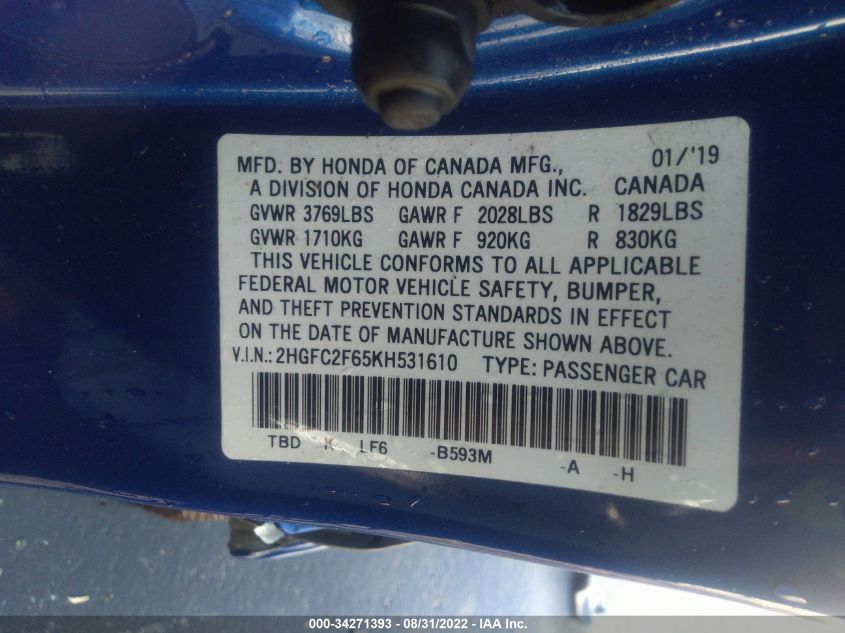 MFD. BY HONDA OF CANADA MFG., 01/'19
A DIVISION OF HONDA CANADA INC. CANADA
GVWR 3769LBS GAWR F 2028LBS R 1829LBS
GVWR 1710KG GAWR F 920KG R 830KG
THIS VEHICLE CONFORMS TO ALL APPLICABLE
FEDERAL MOTOR VEHICLE SAFETY, BUMPER,
AND THEFT PREVENTION STANDARDS IN EFFECT
ON THE DATE OF MANUFACTURE SHOWN ABOVE.
V.I.N.: 2HGFC2F65KH531610 TYPE: PASSENGER CAR
TBD K LF6 -B593M -A -H
000-34271393 - 08/31/2022 - IAA Inc.